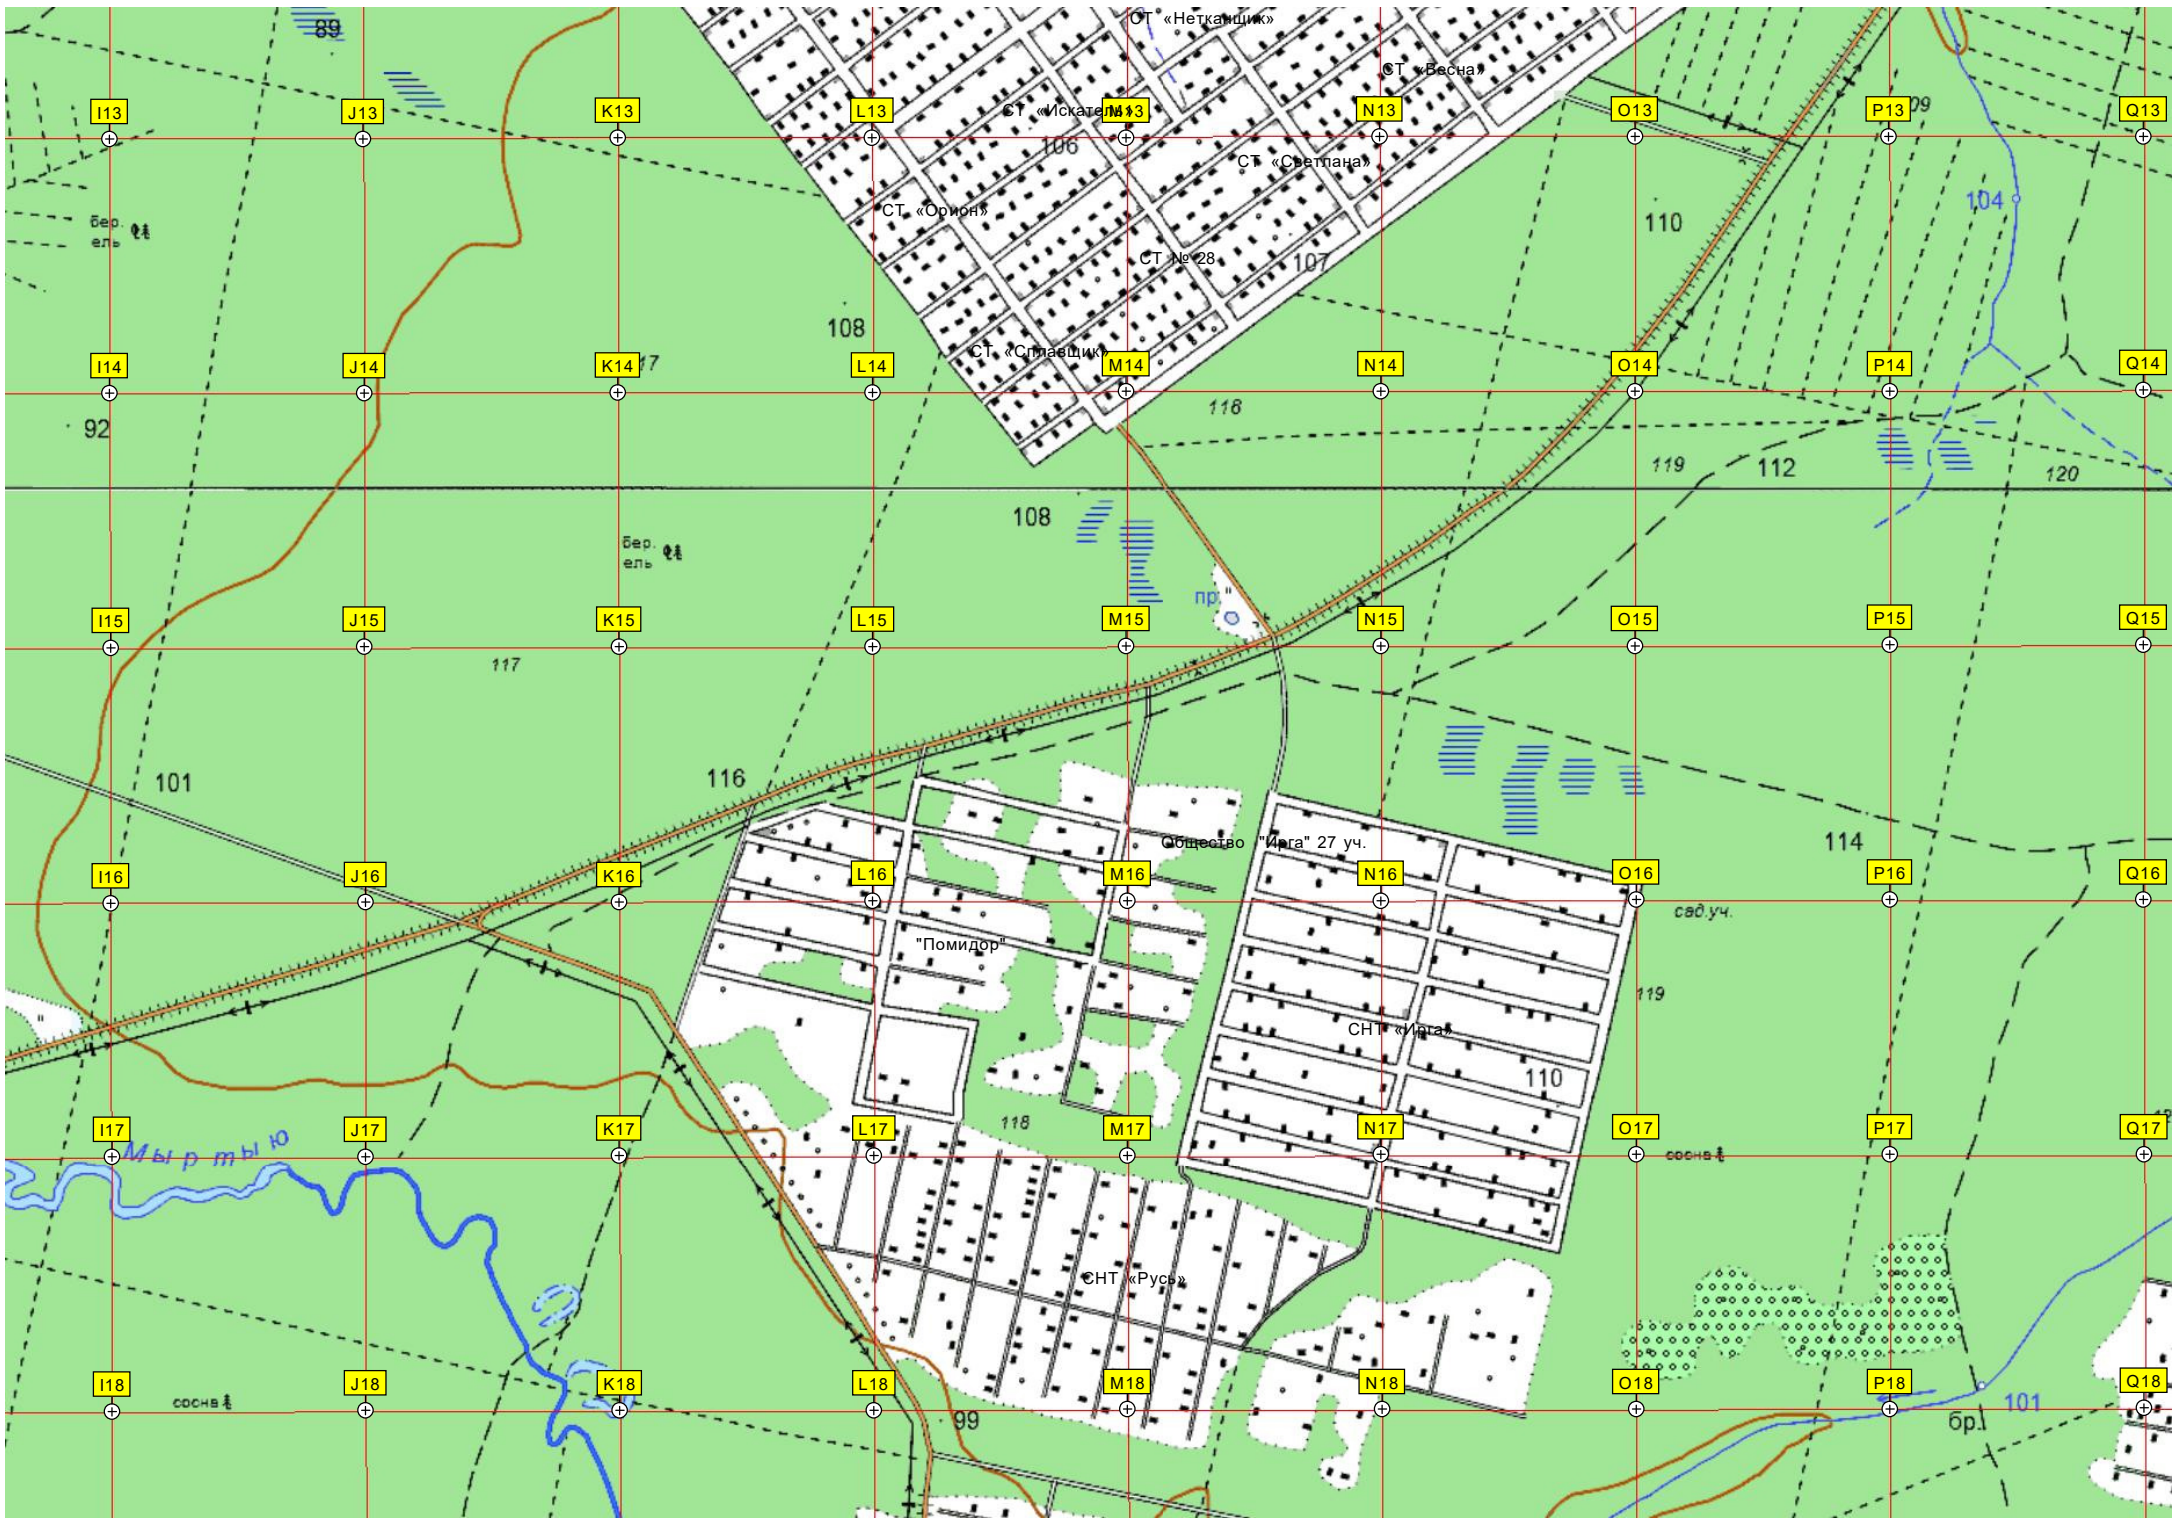 СТ «Нетканщик»
89
СТ «Весна»
I13
J13
K13
L13
СТ «Искатель»
M13
N13
O13
P13
09
Q13
106
СТ «Светлана»
104
бер.
ель
СТ «Орион»
110
СТ № 28
107
108
СТ «Сплавщик»
I14
J14
K14
17
L14
M14
N14
O14
P14
Q14
118
92
119
112
120
108
бер.
ель
пр.
I15
J15
K15
L15
M15
N15
O15
P15
Q15
117
101
116
Общество "Ирга" 27 уч.
114
I16
J16
K16
L16
M16
N16
O16
P16
Q16
сад.уч.
"Помидор"
119
СНТ «Ирга»
110
118
I17
J17
K17
L17
M17
N17
O17
P17
Q17
Мыртыю
сосна
СНТ «Русь»
I18
J18
K18
L18
M18
N18
O18
P18
Q18
сосна
99
101
бр.